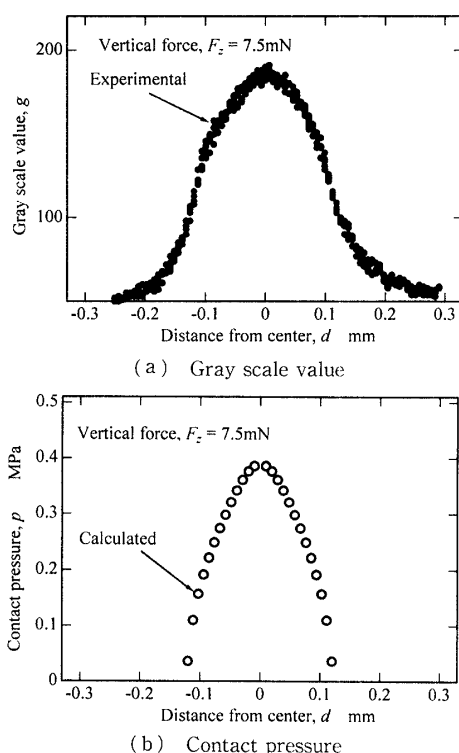 200
Vertical force, F_z = 7.5mN
Experimental
Gray scale value, g
100
-0.3 -0.2 -0.1 0 0.1 0.2 0.3
Distance from center, d mm
(a) Gray scale value
0.5
Vertical force, F_z = 7.5mN
0.4
Contact pressure, p MPa
0.3
Calculated
0.2
0.1
0
-0.3 -0.2 -0.1 0 0.1 0.2 0.3
Distance from center, d mm
(b) Contact pressure